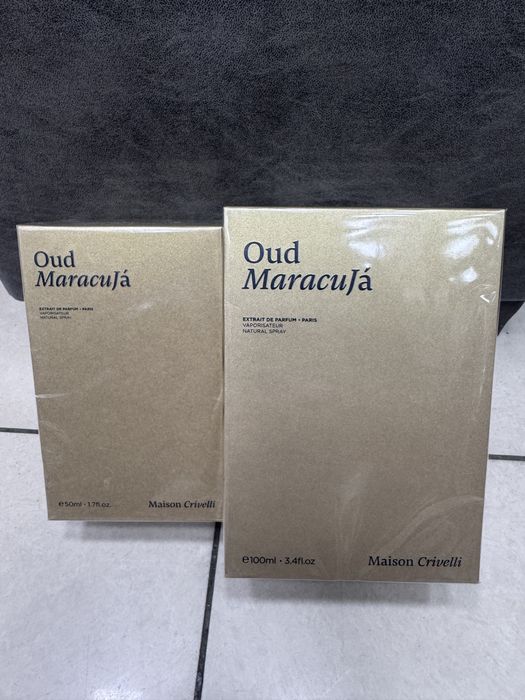 Oud
MaracuJá
EXTRAIT DE PARFUM • PARIS
VAPORISATEUR
NATURAL SPRAY
℮50ml • 1.7fl.oz.
Maison Crivelli
Oud
MaracuJá
EXTRAIT DE PARFUM • PARIS
VAPORISATEUR
NATURAL SPRAY
℮100ml • 3.4fl.oz
Maison Crivelli